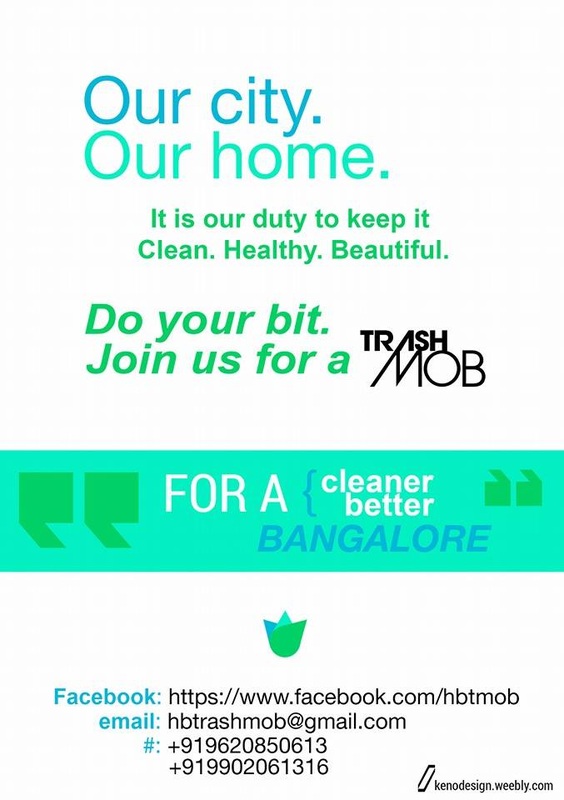 Our city.
Our home.
It is our duty to keep it
Clean. Healthy. Beautiful.
Do your bit.
Join us for a TRASH MOB
FOR A { cleaner
better
BANGALORE
Facebook: https://www.facebook.com/hbtmob
email: hbtrashmob@gmail.com
#: +919620850613
+919902061316
kenodesign.weebly.com